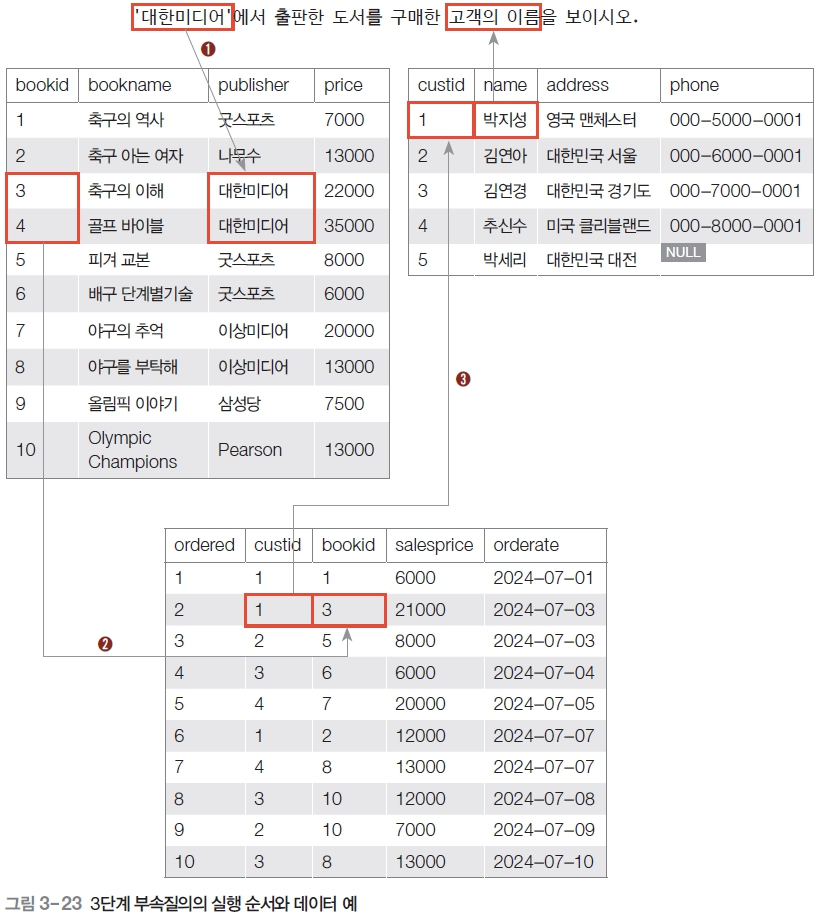 '대한미디어'에서 출판한 도서를 구매한 고객의 이름을 보이시오.
❶
bookid bookname publisher price
1 축구의 역사 굿스포츠 7000
2 축구 아는 여자 나무수 13000
3 축구의 이해 대한미디어 22000
4 골프 바이블 대한미디어 35000
5 피겨 교본 굿스포츠 8000
6 배구 단계별기술 굿스포츠 6000
7 야구의 추억 이상미디어 20000
8 야구를 부탁해 이상미디어 13000
9 올림픽 이야기 삼성당 7500
10 Olympic Champions Pearson 13000
custid name address phone
1 박지성 영국 맨체스터 000-5000-0001
2 김연아 대한민국 서울 000-6000-0001
3 김연경 대한민국 경기도 000-7000-0001
4 추신수 미국 클리블랜드 000-8000-0001
5 박세리 대한민국 대전 NULL
❸
❷
ordered custid bookid salesprice orderate
1 1 1 6000 2024-07-01
2 1 3 21000 2024-07-03
3 2 5 8000 2024-07-03
4 3 6 6000 2024-07-04
5 4 7 20000 2024-07-05
6 1 2 12000 2024-07-07
7 4 8 13000 2024-07-07
8 3 10 12000 2024-07-08
9 2 10 7000 2024-07-09
10 3 8 13000 2024-07-10
그림 3-23 3단계 부속질의의 실행 순서와 데이터 예